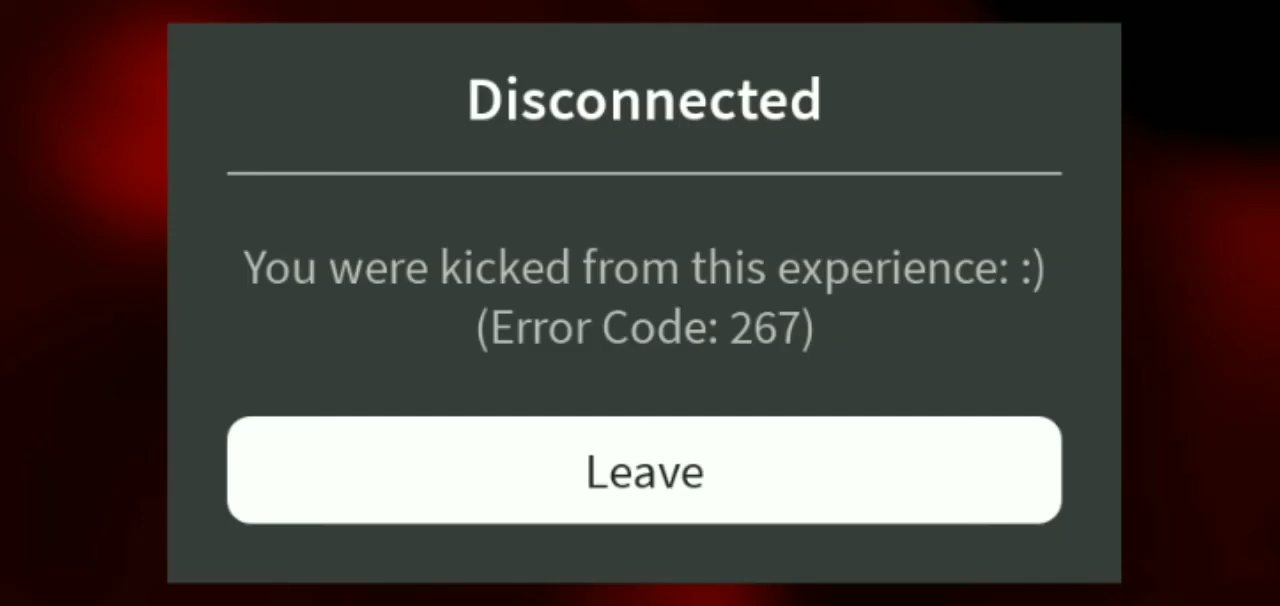 Disconnected
You were kicked from this experience: :)
(Error Code: 267)
Leave